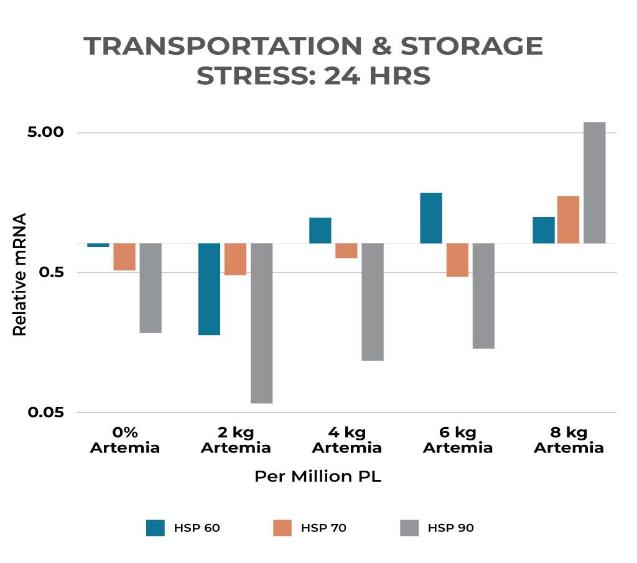 TRANSPORTATION & STORAGE
STRESS: 24 HRS
5.00
0.5
0.05
Relative mRNA
0%
Artemia
2 kg
Artemia
4 kg
Artemia
6 kg
Artemia
8 kg
Artemia
Per Million PL
HSP 60
HSP 70
HSP 90